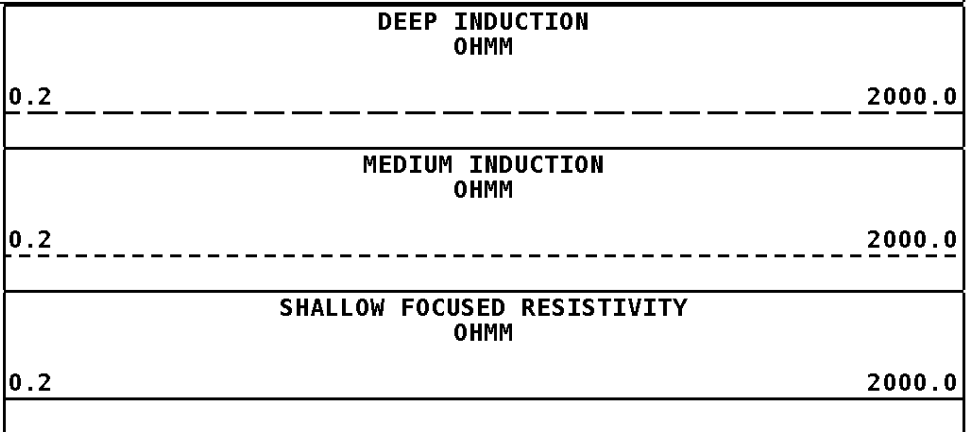 DEEP INDUCTION
OHMM
0.2 2000.0
MEDIUM INDUCTION
OHMM
0.2 2000.0
SHALLOW FOCUSED RESISTIVITY
OHMM
0.2 2000.0